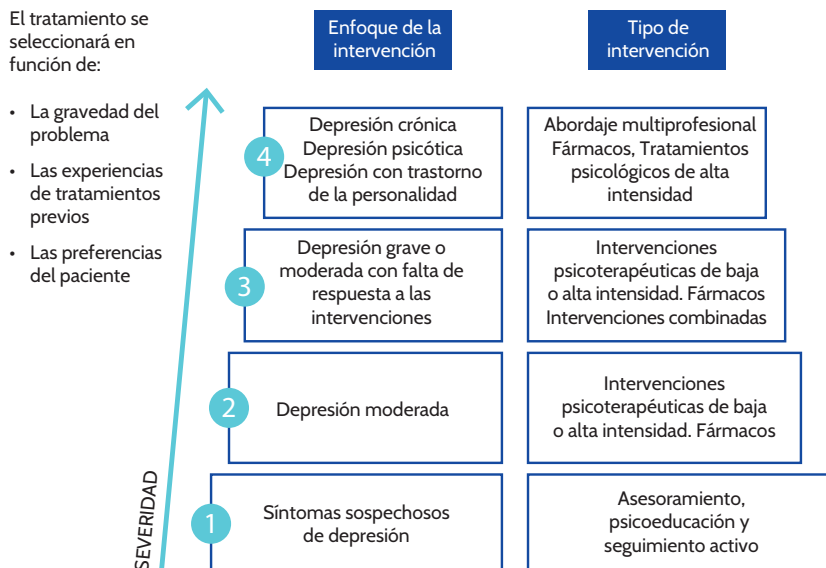 El tratamiento se
seleccionará en
función de:
• La gravedad del
problema
• Las experiencias
de tratamientos
previos
• Las preferencias
del paciente
SEVERIDAD
Enfoque de la
intervención
Tipo de
intervención
4
Depresión crónica
Depresión psicótica
Depresión con trastorno
de la personalidad
Abordaje multiprofesional
Fármacos, Tratamientos
psicológicos de alta
intensidad
3
Depresión grave o
moderada con falta de
respuesta a las
intervenciones
Intervenciones
psicoterapéuticas de baja
o alta intensidad. Fármacos
Intervenciones combinadas
2
Depresión moderada
Intervenciones
psicoterapéuticas de baja
o alta intensidad. Fármacos
1
Síntomas sospechosos
de depresión
Asesoramiento,
psicoeducación y
seguimiento activo